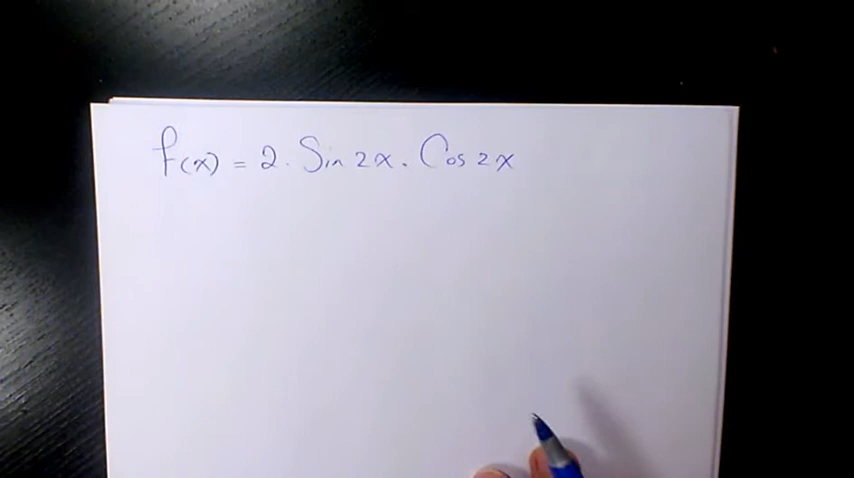 f(x) = 2 . Sin 2x . Cos 2x